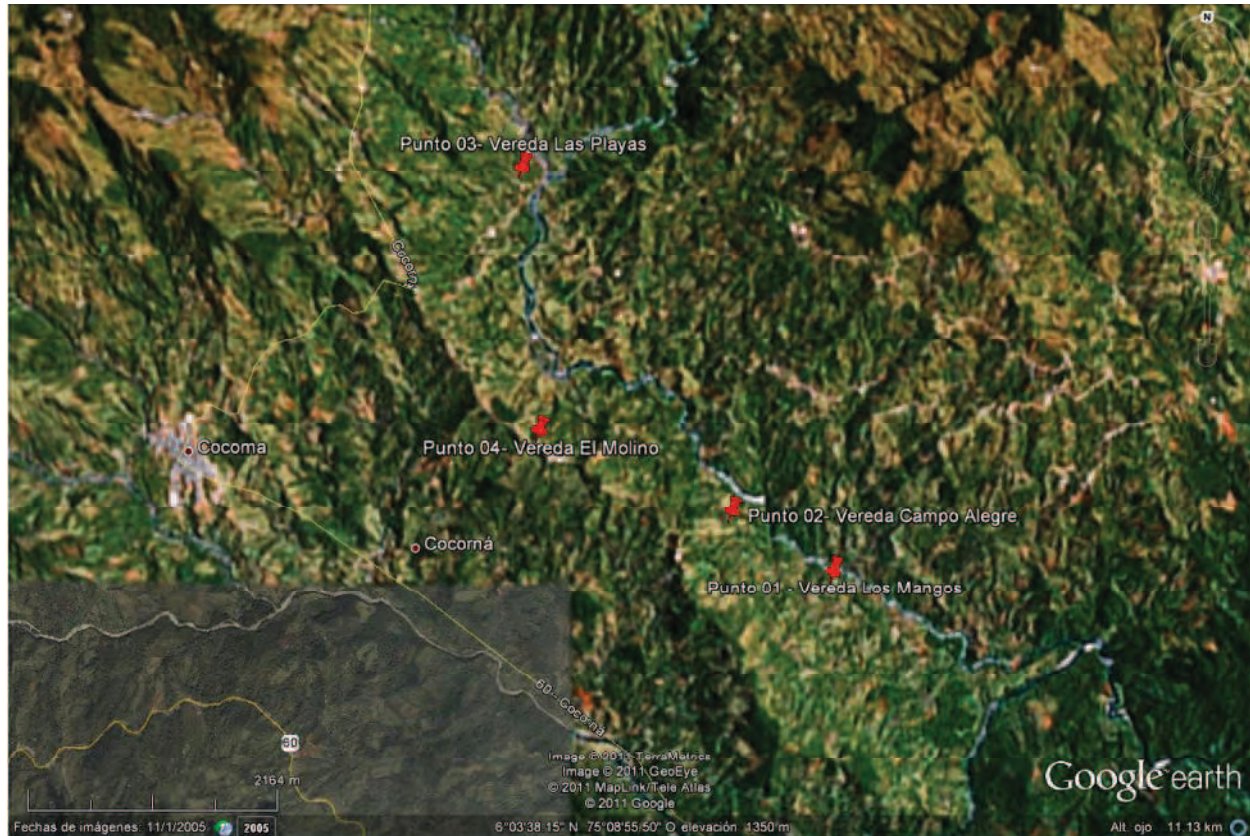 N
Punto 03- Vereda Las Playas
Cocorná
Cocorna
Punto 04- Vereda El Molino
Punto 02- Vereda Campo Alegre
Cocorná
Punto 01 - Vereda Los Mangos
60 - Cocorná
60
2164 m
Image © 2011 TerraMetrics
Image © 2011 GeoEye
© 2011 MapLink/Tele Atlas
© 2011 Google
Google earth
Fechas de imágenes: 11/1/2005
2005
6°03'38.15" N 75°08'55.50" O elevación 1350 m
Alt. ojo 11.13 km